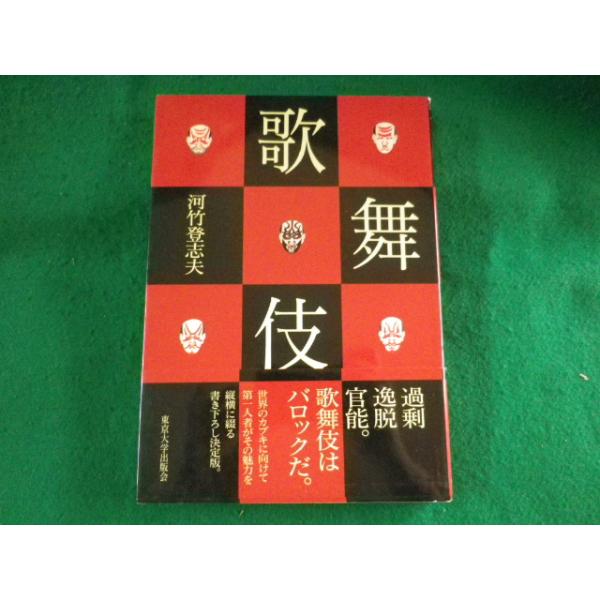 歌
舞
伎
河竹登志夫
過剰
逸脱
官能。
歌舞伎は
バロックだ。
世界のカブキに向けて
第一人者がその魅力を
縦横に綴る
書き下ろし決定版。
東京大学出版会